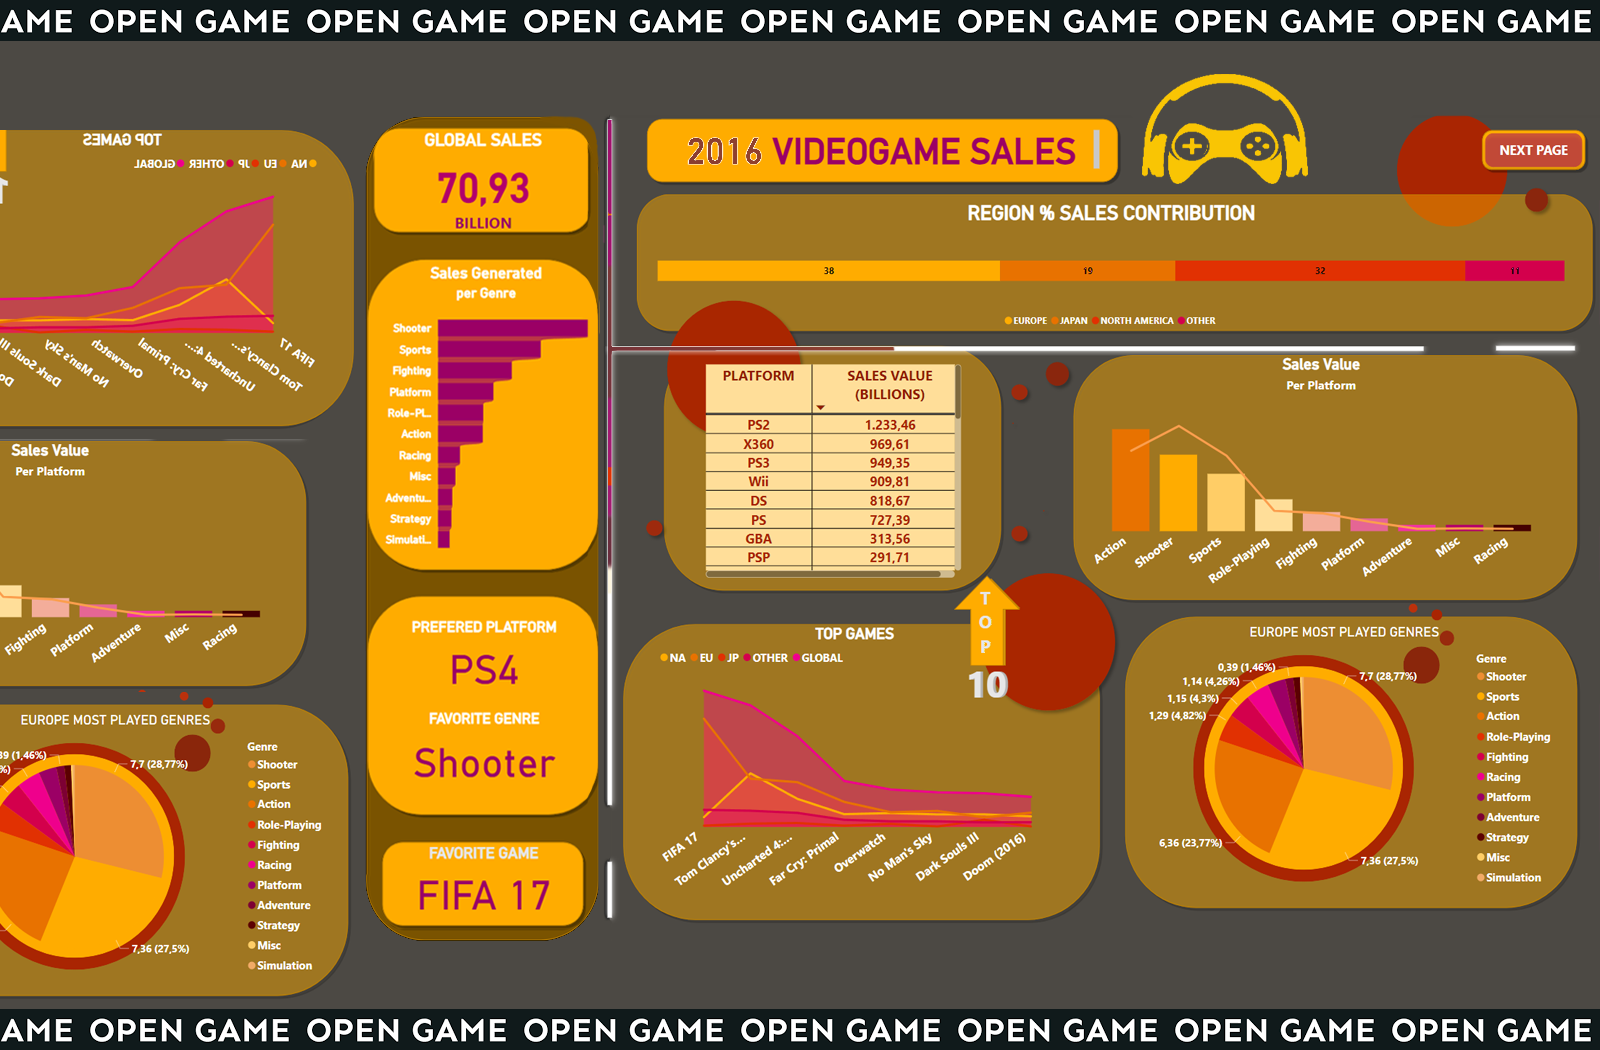 AME OPEN GAME OPEN GAME OPEN GAME OPEN GAME OPEN GAME OPEN GAME OPEN GAME
TOP GAMES
NA EU JP OTHER GLOBAL
FIFA 17
Tom Clancy's...
Uncharted 4:...
Far Cry: Primal
Overwatch
No Man's Sky
Dark Souls III
Sales Value
Per Platform
Fighting
Platform
Adventure
Misc
Racing
EUROPE MOST PLAYED GENRES
39 (1,46%)
7,7 (28,77%)
7,36 (27,5%)
Genre
Shooter
Sports
Action
Role-Playing
Fighting
Racing
Platform
Adventure
Strategy
Misc
Simulation
GLOBAL SALES
70,93
BILLION
Sales Generated
per Genre
Shooter
Sports
Fighting
Platform
Role-Pl...
Action
Racing
Misc
Adventu...
Strategy
Simulati...
PREFERED PLATFORM
PS4
FAVORITE GENRE
Shooter
FAVORITE GAME
FIFA 17
2016 VIDEOGAME SALES
NEXT PAGE
REGION % SALES CONTRIBUTION
38 19 32 11
EUROPE JAPAN NORTH AMERICA OTHER
PLATFORM SALES VALUE
(BILLIONS)
PS2 1.233,46
X360 969,61
PS3 949,35
Wii 909,81
DS 818,67
PS 727,39
GBA 313,56
PSP 291,71
Sales Value
Per Platform
Action
Shooter
Sports
Role-Playing
Fighting
Platform
Adventure
Misc
Racing
TOP
10
TOP GAMES
NA EU JP OTHER GLOBAL
FIFA 17
Tom Clancy's...
Uncharted 4:...
Far Cry: Primal
Overwatch
No Man's Sky
Dark Souls III
Doom (2016)
EUROPE MOST PLAYED GENRES
0,39 (1,46%)
1,14 (4,26%)
1,15 (4,3%)
1,29 (4,82%)
6,36 (23,77%)
7,7 (28,77%)
7,36 (27,5%)
Genre
Shooter
Sports
Action
Role-Playing
Fighting
Racing
Platform
Adventure
Strategy
Misc
Simulation
AME OPEN GAME OPEN GAME OPEN GAME OPEN GAME OPEN GAME OPEN GAME OPEN GAME